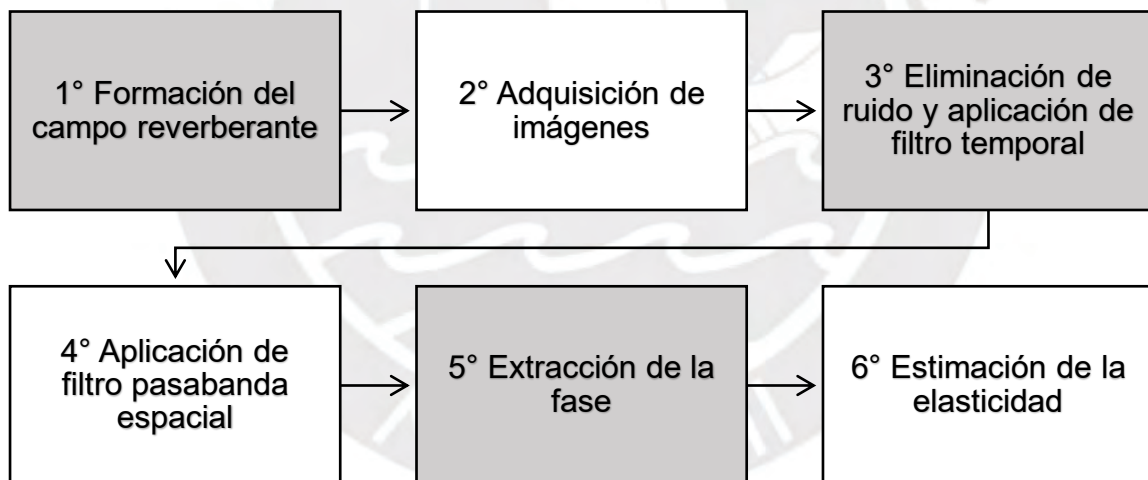 1° Formación del
campo reverberante
2° Adquisición de
imágenes
3° Eliminación de
ruido y aplicación de
filtro temporal
4° Aplicación de
filtro pasabanda
espacial
5° Extracción de la
fase
6° Estimación de la
elasticidad